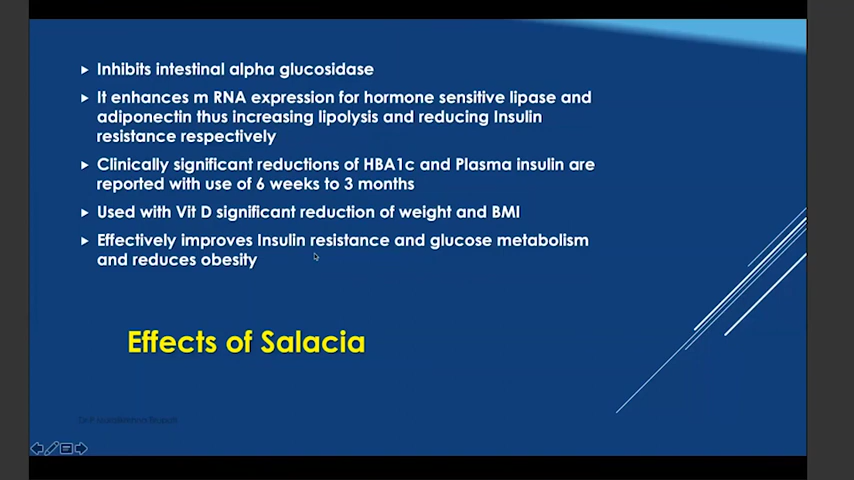 Inhibits intestinal alpha glucosidase
It enhances m RNA expression for hormone sensitive lipase and
adiponectin thus increasing lipolysis and reducing Insulin
resistance respectively
Clinically significant reductions of HBA1c and Plasma insulin are
reported with use of 6 weeks to 3 months
Used with Vit D significant reduction of weight and BMI
Effectively improves Insulin resistance and glucose metabolism
and reduces obesity
Effects of Salacia